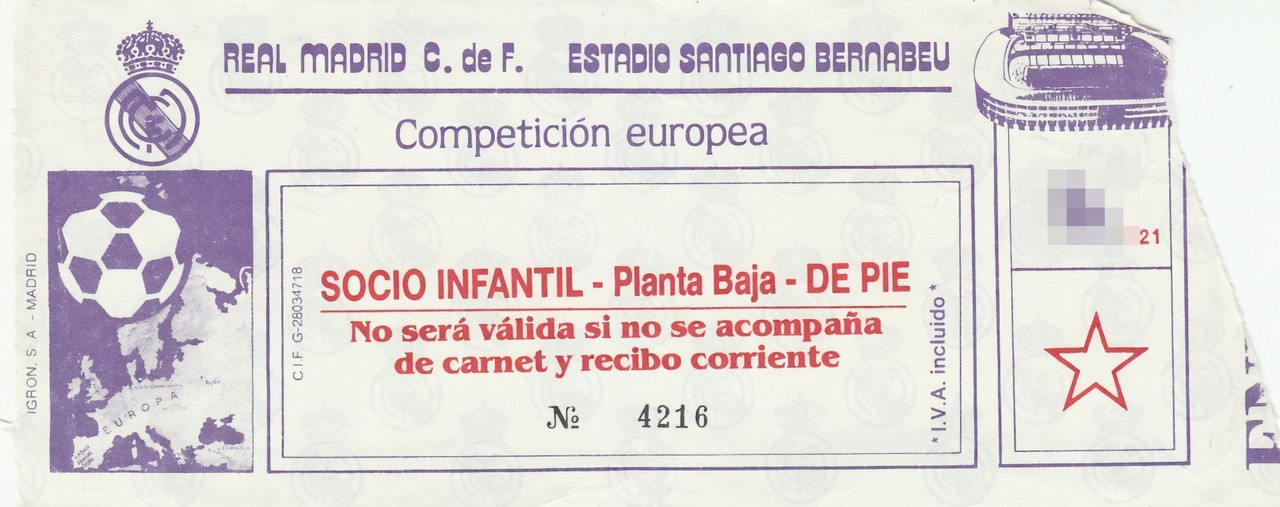 REAL MADRID C. de F. ESTADIO SANTIAGO BERNABEU
Competición europea
IGRON, S. A. - MADRID
EUROPA
C.I.F. G-28034718
SOCIO INFANTIL - Planta Baja - DE PIE
No será válida si no se acompaña
de carnet y recibo corriente
Nº 4216
* I.V.A. incluido *
21